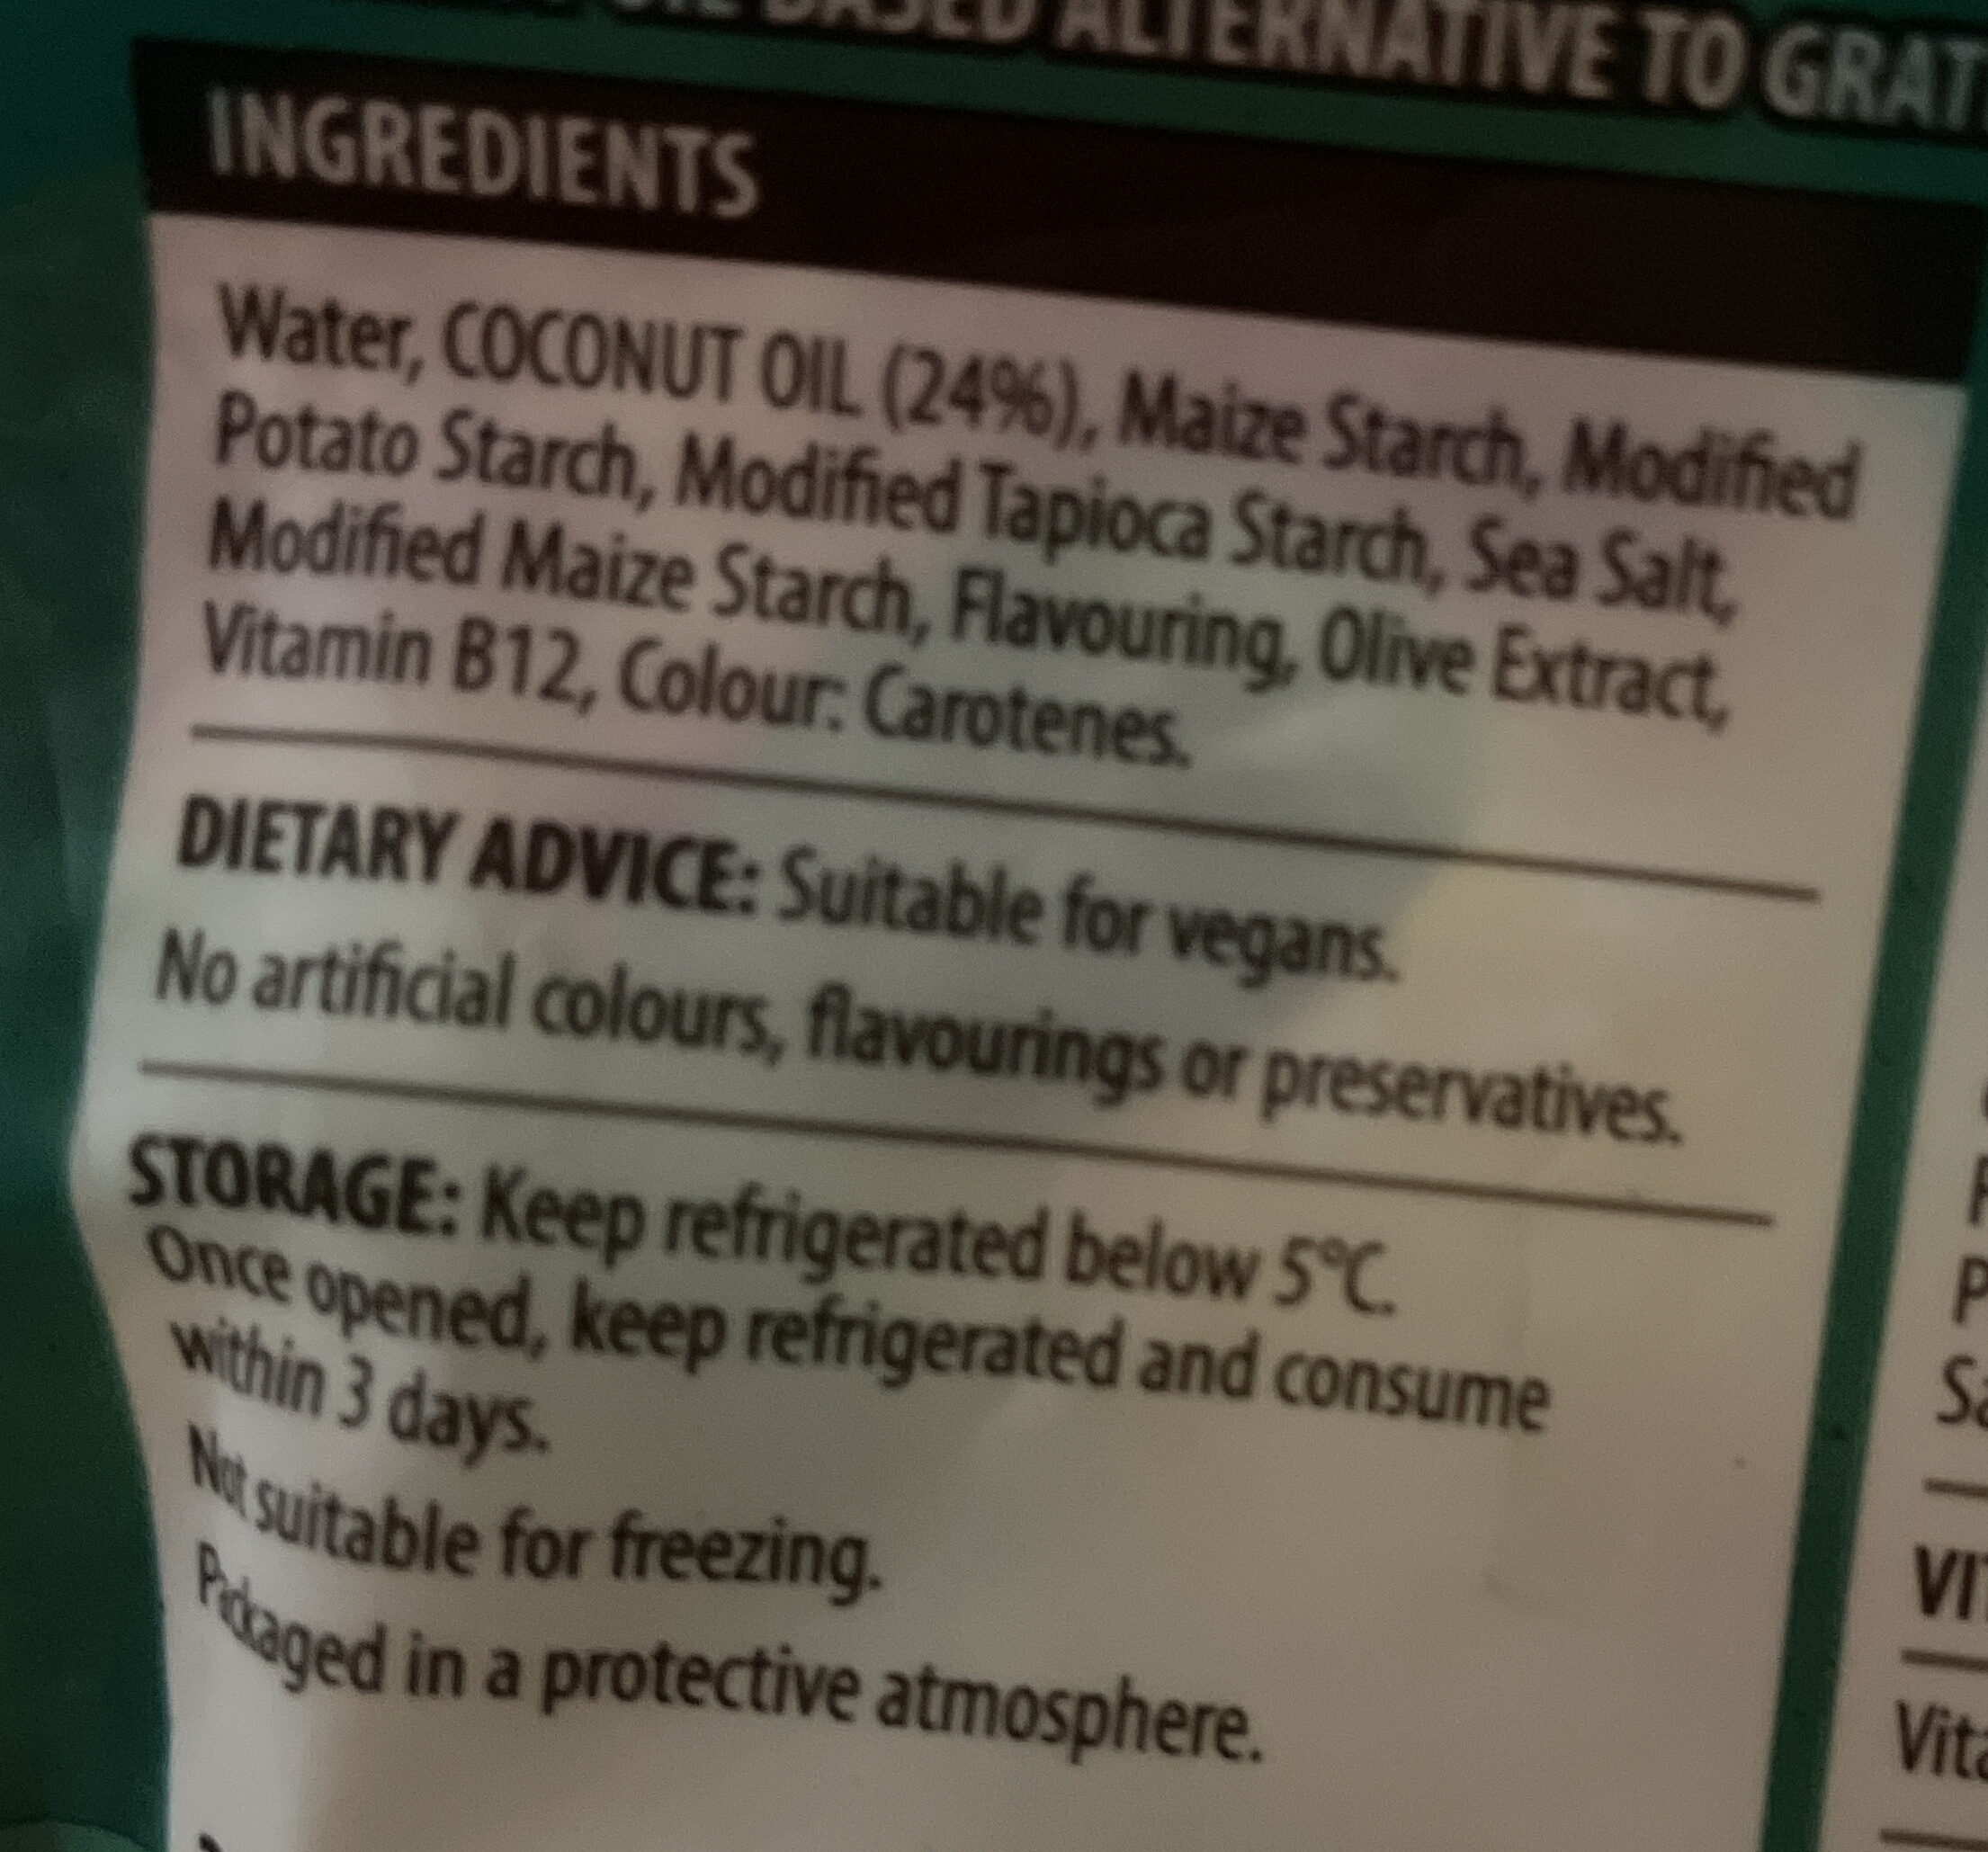 BASED ALTERNATIVE TO
INGREDIENTS
Water, COCONUT OIL (24%), Maize Starch, Modified
Potato Starch, Modified Tapioca Starch, Sea Salt,
Modified Maize Starch, Flavouring, Olive Extract,
Vitamin B12, Colour: Carotenes.
DIETARY ADVICE: Suitable for vegans.
No artificial colours, flavourings or preservatives.
STORAGE: Keep refrigerated below 5°C.
Once opened, keep refrigerated and consume
within 3 days.
Not suitable for freezing.
Packaged in a protective atmosphere.